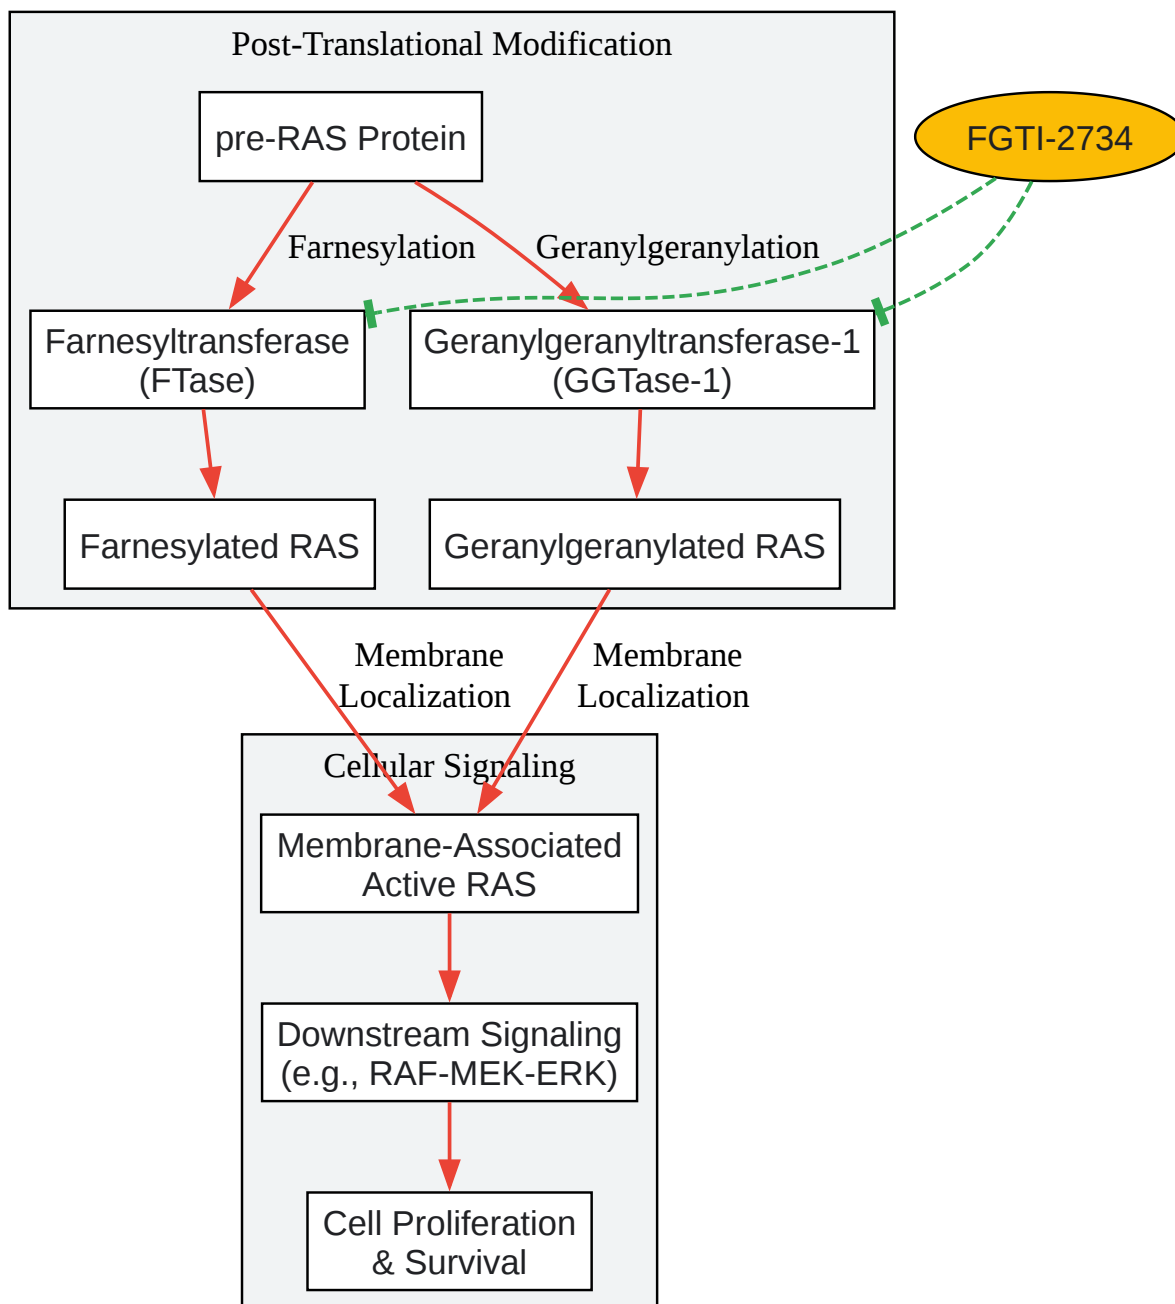 Post-Translational Modification
pre-RAS Protein
FGTI-2734
Farnesylation
Geranylgeranylation
Farnesyltransferase
(FTase)
Geranylgeranyltransferase-1
(GGTase-1)
Farnesylated RAS
Geranylgeranylated RAS
Membrane
Localization
Membrane
Localization
Cellular Signaling
Membrane-Associated
Active RAS
Downstream Signaling
(e.g., RAF-MEK-ERK)
Cell Proliferation
& Survival